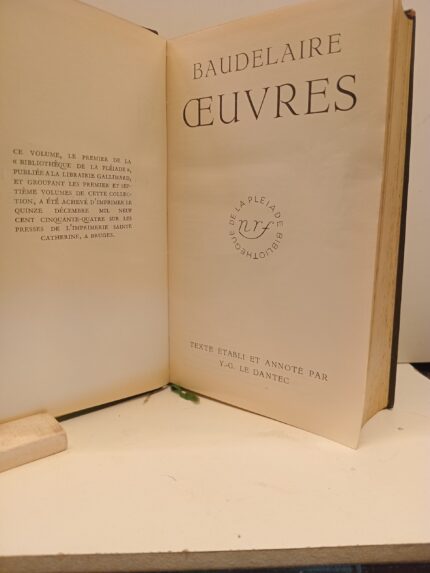 CE VOLUME, LE PREMIER DE LA
« BIBLIOTHÈQUE DE LA PLÉIADE »,
PUBLIÉE A LA LIBRAIRIE GALLIMARD,
ET GROUPANT LES PREMIER ET SEP-
TIÈME VOLUMES DE CETTE COLLEC-
TION, A ÉTÉ ACHEVÉ D'IMPRIMER LE
QUINZE DÉCEMBRE MIL NEUF
CENT CINQUANTE-QUATRE SUR LES
PRESSES DE L'IMPRIMERIE SAINTE
CATHERINE, A BRUGES.
BAUDELAIRE
ŒUVRES
BIBLIOTHÈQUE DE LA PLÉIADE
nrf
TEXTE ÉTABLI ET ANNOTÉ PAR
Y.-G. LE DANTEC